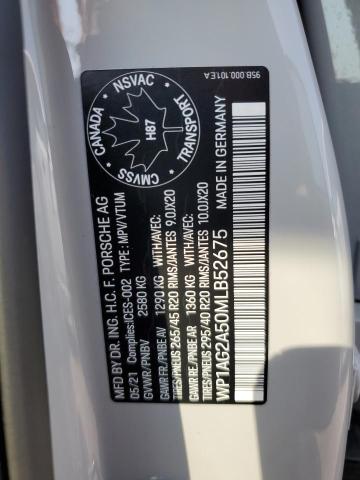 MFD BY DR. ING. H.C. F. PORSCHE AG
05/21 Complies:ICES-002 TYPE: MPV/VTUM
GVWR/PNBV 2580 KG
GAWR FR./PNBE AV 1290 KG WITH/AVEC:
TIRES/PNEUS 265/45 R20 RIMS/JANTES 9.0JX20
GAWR RE./PNBE AR 1360 KG WITH/AVEC:
TIRES/PNEUS 295/40 R20 RIMS/JANTES 10.0JX20
WP1AG2A50MLB52675 MADE IN GERMANY
CANADA NSVAC TRANSPORT CMVSS
H87
95B.000.101.EA